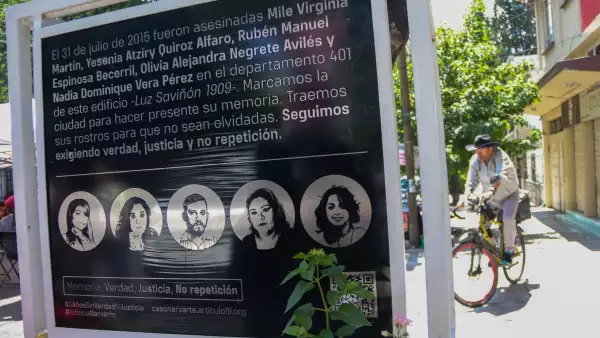 El 31 de julio de 2015 fueron asesinadas Mile Virginia
Martín, Yesenia Atziry Quiroz Alfaro, Rubén Manuel
Espinosa Becerril, Olivia Alejandra Negrete Avilés y
Nadia Dominique Vera Pérez en el departamento 401
de este edificio -Luz Saviñón 1909-. Marcamos la
ciudad para hacer presente su memoria. Traemos
sus rostros para que no sean olvidadas. Seguimos
exigiendo verdad, justicia y no repetición.
Memoria, Verdad, Justicia, No repetición
casonarvarte.articulo19.org
#JusticiaNarvarte